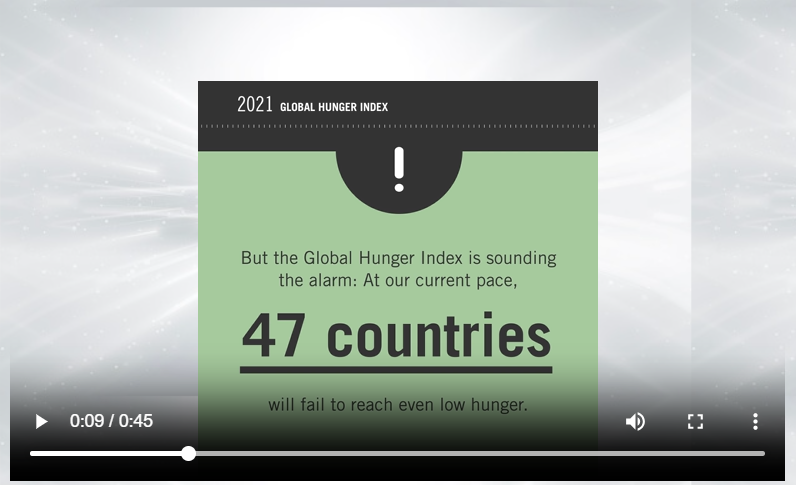 2021 GLOBAL HUNGER INDEX
!
But the Global Hunger Index is sounding
the alarm: At our current pace,
47 countries
will fail to reach even low hunger.
0:09 / 0:45